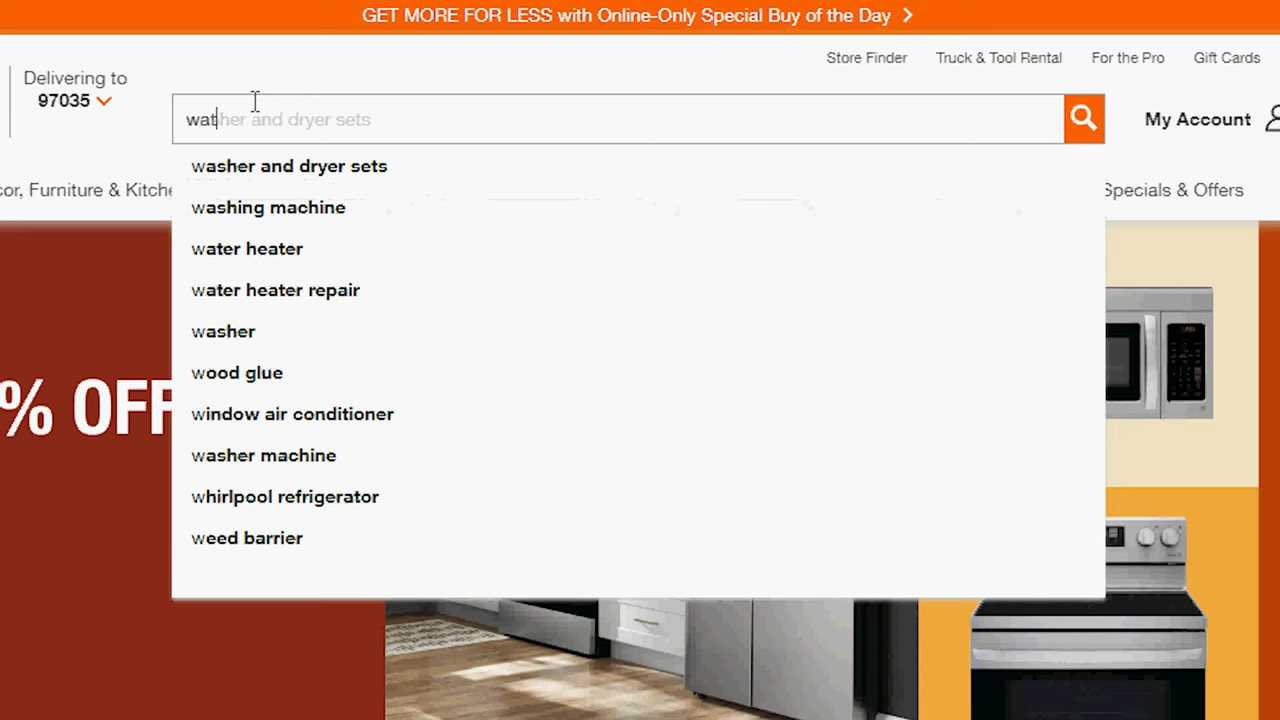 GET MORE FOR LESS with Online-Only Special Buy of the Day
Store Finder Truck & Tool Rental For the Pro Gift Cards
Delivering to
97035
wather and dryer sets
My Account
cor, Furniture & Kitche
Specials & Offers
washer and dryer sets
washing machine
water heater
water heater repair
washer
wood glue
window air conditioner
washer machine
whirlpool refrigerator
weed barrier
% OFF